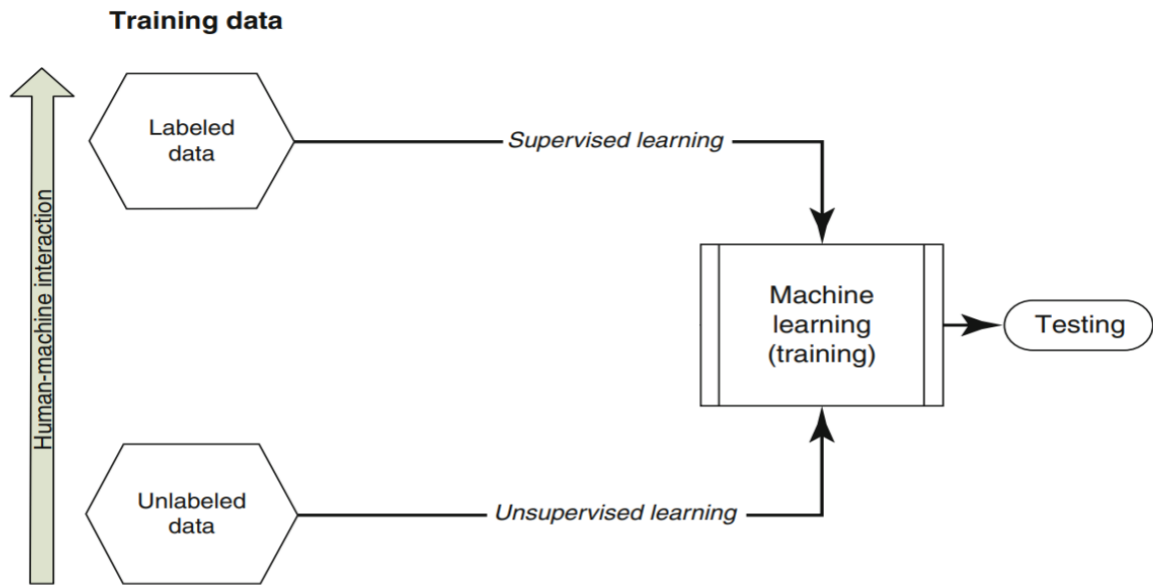 Training data
Human-machine interaction
Labeled
data
Supervised learning
Machine
learning
(training)
Testing
Unlabeled
data
Unsupervised learning